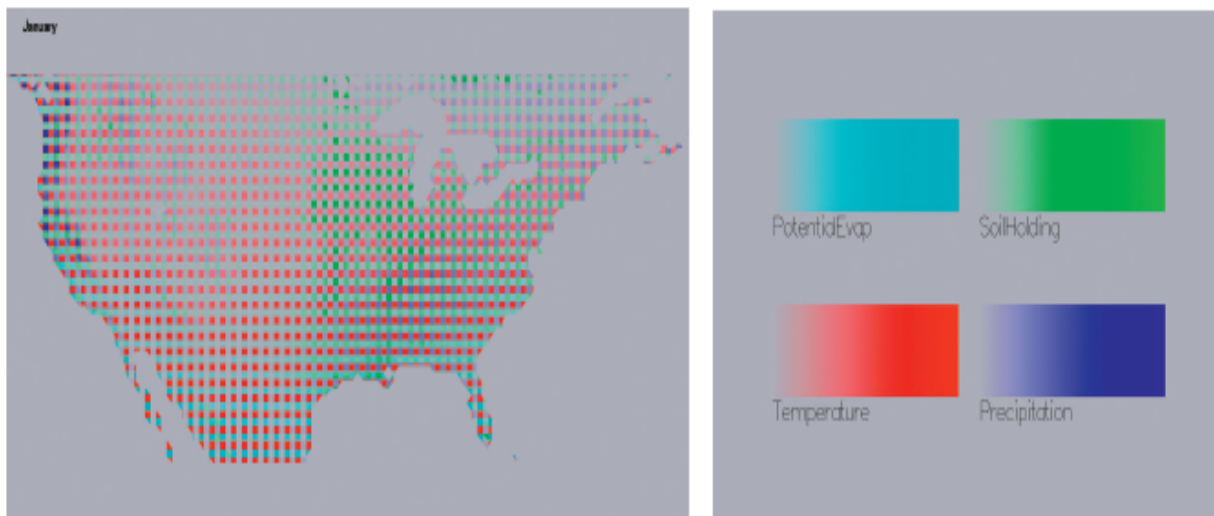 January
PotentialEvap
SoilHolding
Temperature
Precipitation